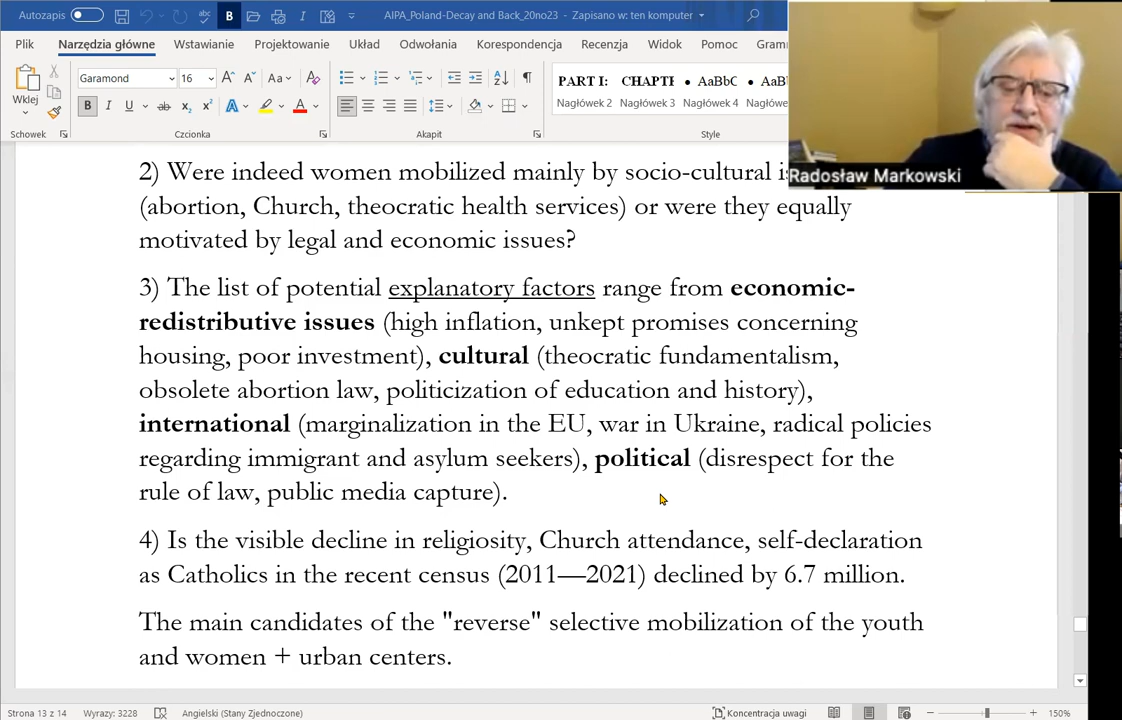 Autozapis
B
I
AIPA_Poland-Decay and Back_20no23 - Zapisano w: ten komputer
Plik Narzędzia główne Wstawianie Projektowanie Układ Odwołania Korespondencja Recenzja Widok Pomoc Gramm
Wklej
Garamond 16 A A Aa A
B I U ab x₂ x² A A
PART I: CHAPTI AaBbC AaBb
Nagłówek 2 Nagłówek 3 Nagłówek 4 Nagłówek
Schowek Czcionka Akapit Style
Radosław Markowski
2) Were indeed women mobilized mainly by socio-cultural
(abortion, Church, theocratic health services) or were they equally
motivated by legal and economic issues?
3) The list of potential explanatory factors range from economic-
redistributive issues (high inflation, unkept promises concerning
housing, poor investment), cultural (theocratic fundamentalism,
obsolete abortion law, politicization of education and history),
international (marginalization in the EU, war in Ukraine, radical policies
regarding immigrant and asylum seekers), political (disrespect for the
rule of law, public media capture).
4) Is the visible decline in religiosity, Church attendance, self-declaration
as Catholics in the recent census (2011—2021) declined by 6.7 million.
The main candidates of the "reverse" selective mobilization of the youth
and women + urban centers.
Strona 13 z 14 Wyrazy: 3228 Angielski (Stany Zjednoczone) Koncentracja uwagi 150%